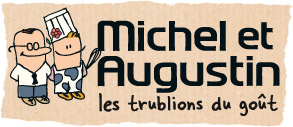 Michel et
Augustin
les trublions du goût